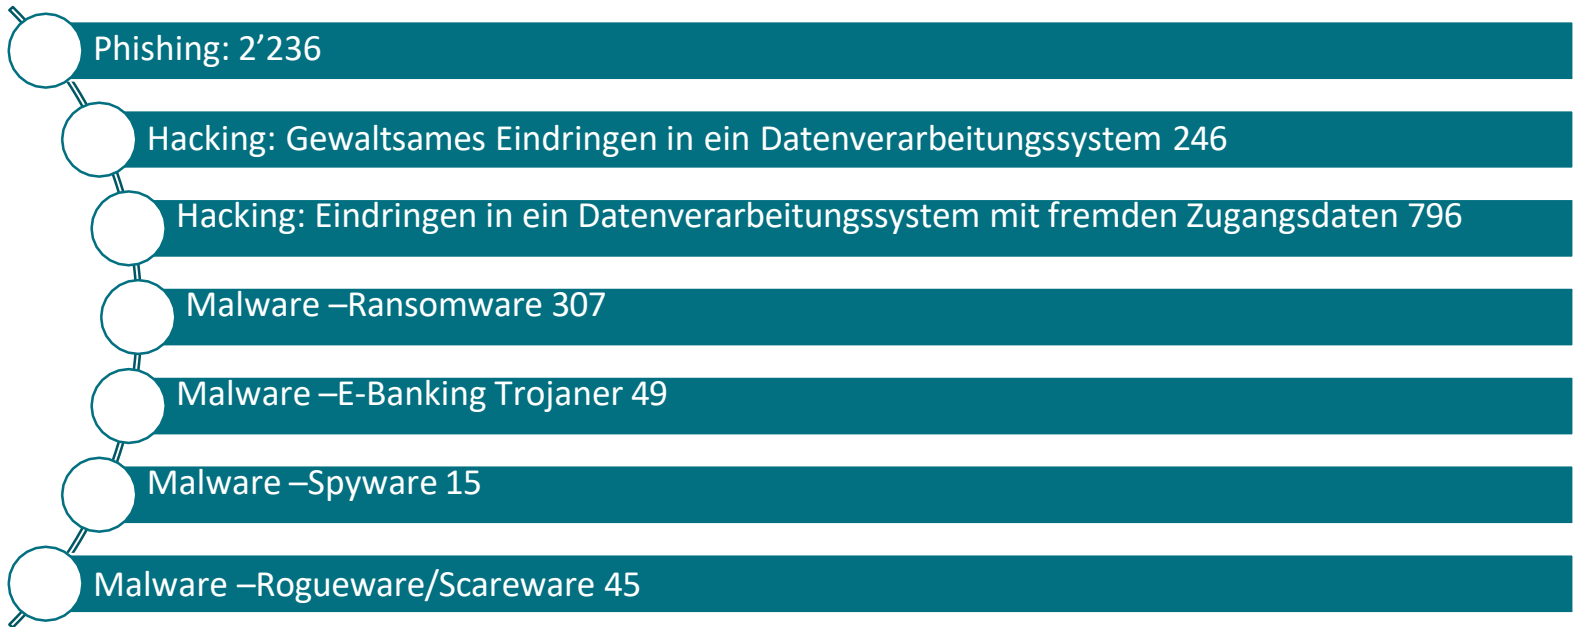 Phishing: 2’236
Hacking: Gewaltsames Eindringen in ein Datenverarbeitungssystem 246
Hacking: Eindringen in ein Datenverarbeitungssystem mit fremden Zugangsdaten 796
Malware –Ransomware 307
Malware –E-Banking Trojaner 49
Malware –Spyware 15
Malware –Rogueware/Scareware 45